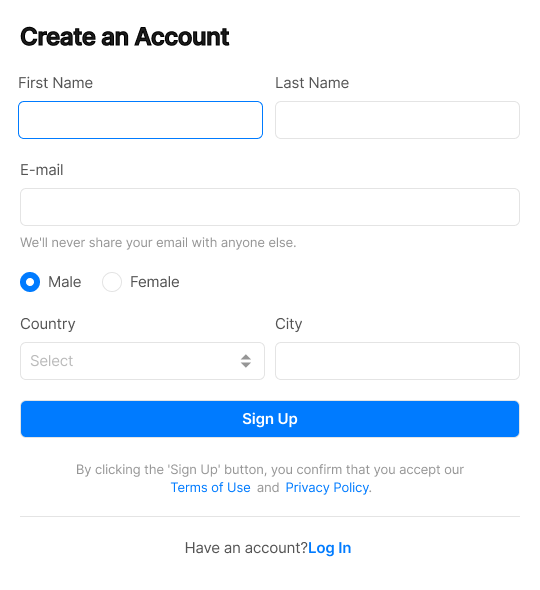 Create an Account
First Name Last Name
E-mail
We'll never share your email with anyone else.
Male Female
Country City
Select
Sign Up
By clicking the 'Sign Up' button, you confirm that you accept our
Terms of Use and Privacy Policy.
Have an account?Log In